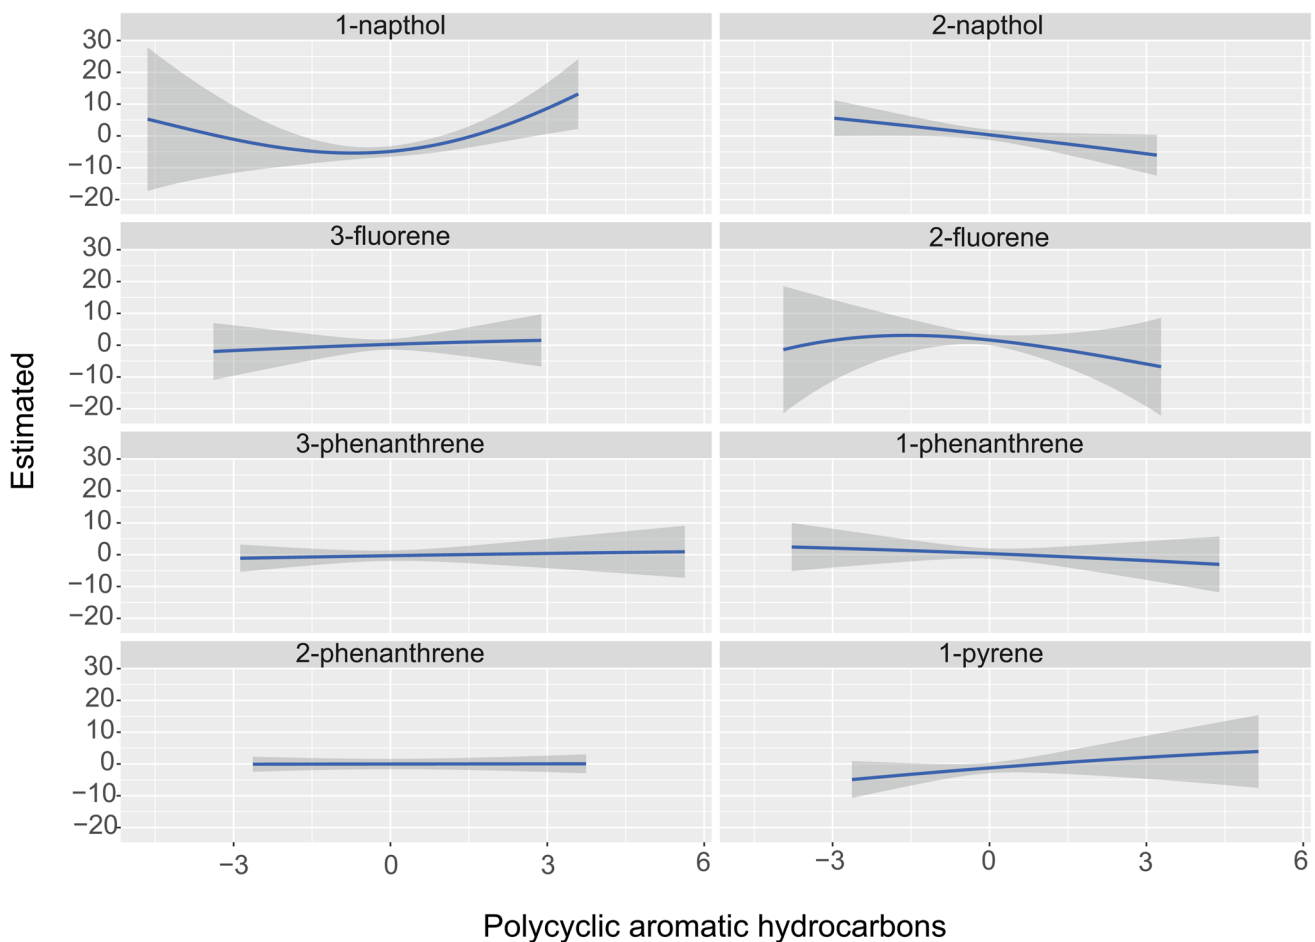 1-napthol
2-napthol
30
20
10
0
−10
−20
3-fluorene
2-fluorene
30
20
10
0
−10
−20
3-phenanthrene
1-phenanthrene
30
20
10
0
−10
−20
2-phenanthrene
1-pyrene
30
20
10
0
−10
−20
Estimated
−3 0 3 6
−3 0 3 6
Polycyclic aromatic hydrocarbons